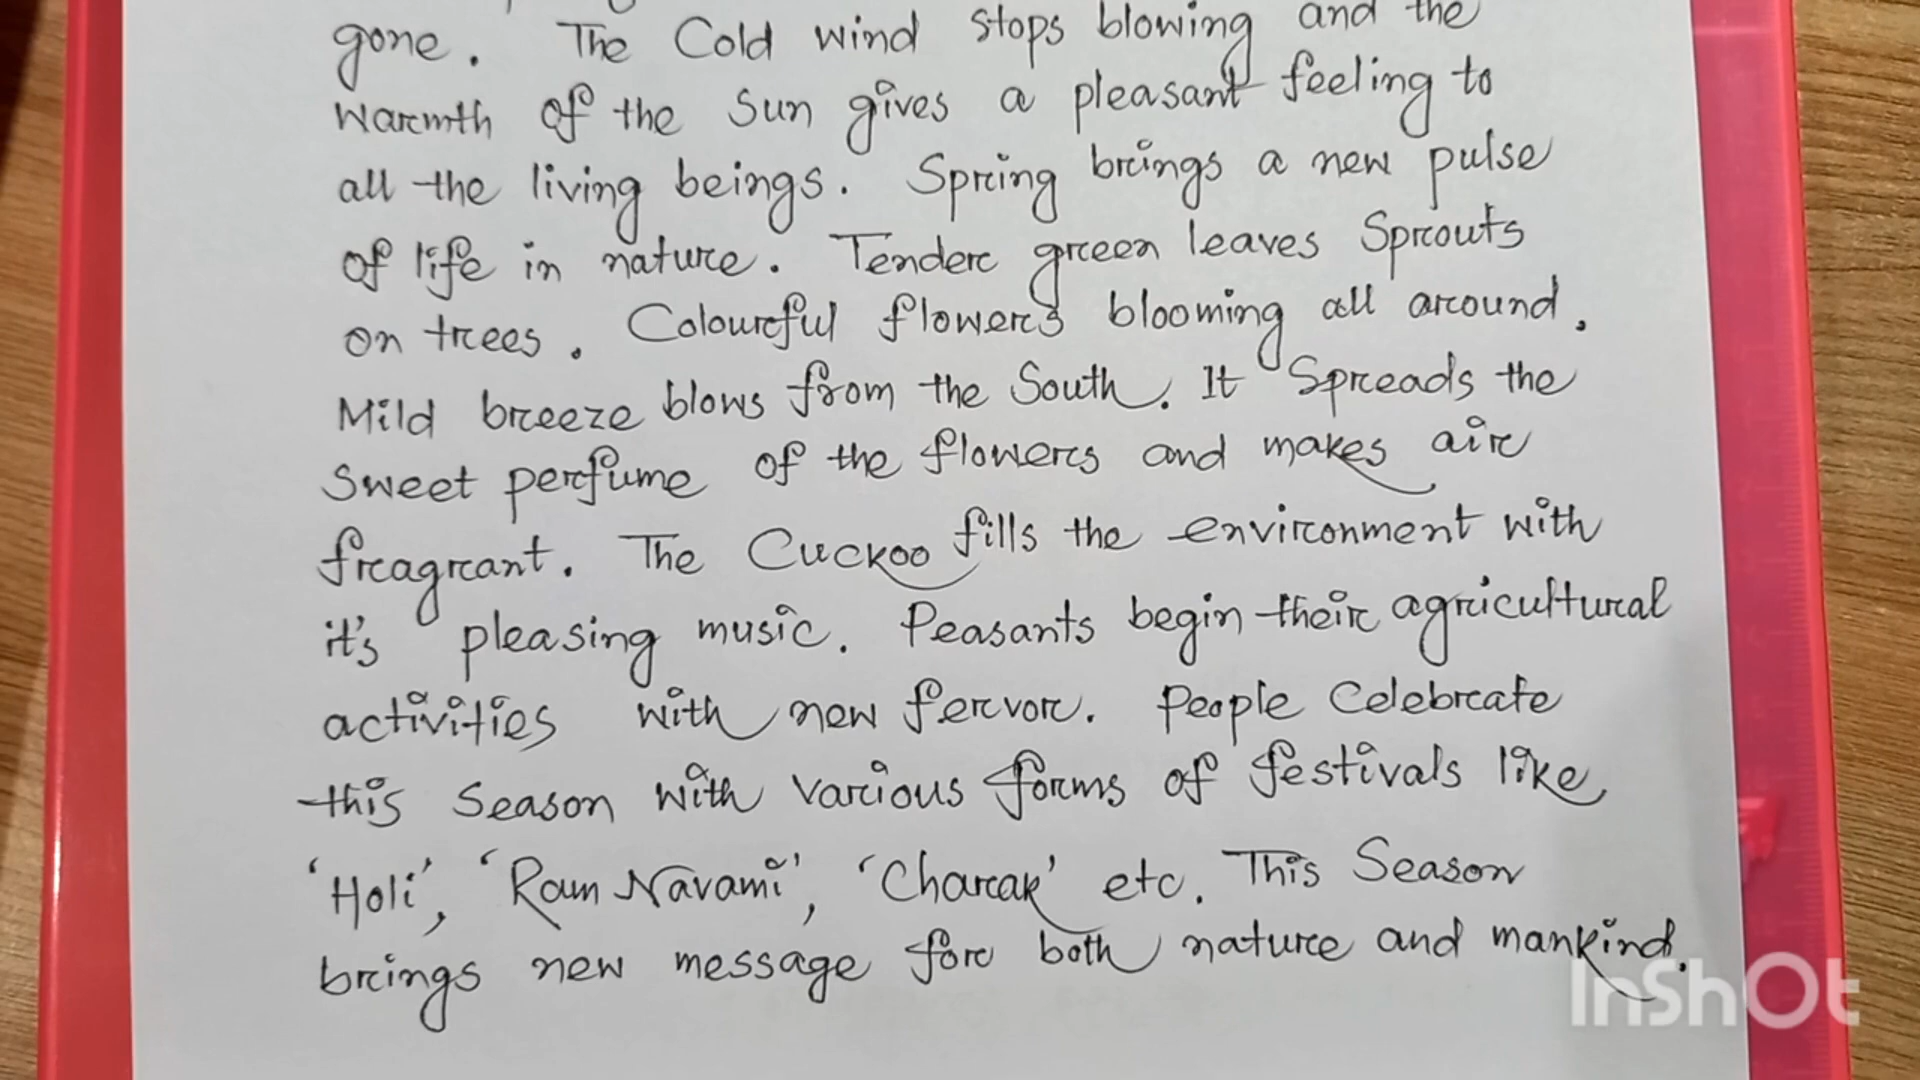 gone. The Cold wind stops blowing and the
warmth of the sun gives a pleasant feeling to
all the living beings. Spring brings a new pulse
of life in nature. Tender green leaves Sprouts
on trees. Colourful flowers blooming all around.
Mild breeze blows from the South. It Spreads the
sweet perfume of the flowers and makes air
fragrant. The Cuckoo fills the environment with
it's pleasing music. Peasants begin their agricultural
activities with new fervor. People Celebrate
this Season with various forms of festivals like
'Holi', 'Ram Navami', 'Charak' etc. This Season
brings new message for both nature and mankind.
InShOt